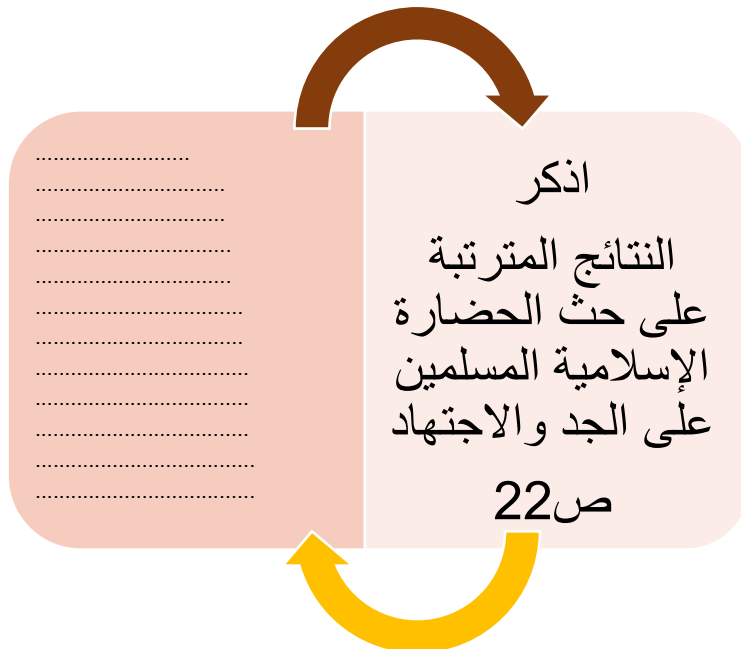 اذكر
النتائج المترتبة
على حث الحضارة
الإسلامية المسلمين
على الجد والاجتهاد
ص22
..........................
................................
................................
.................................
.................................
...................................
...................................
....................................
....................................
....................................
.....................................
.....................................